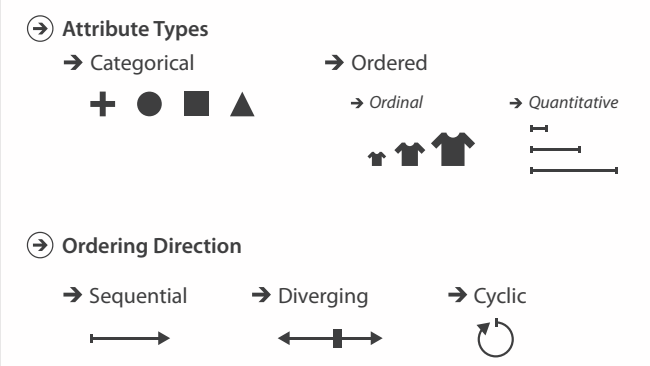 Attribute Types
Categorical
Ordered
Ordinal
Quantitative
Ordering Direction
Sequential
Diverging
Cyclic